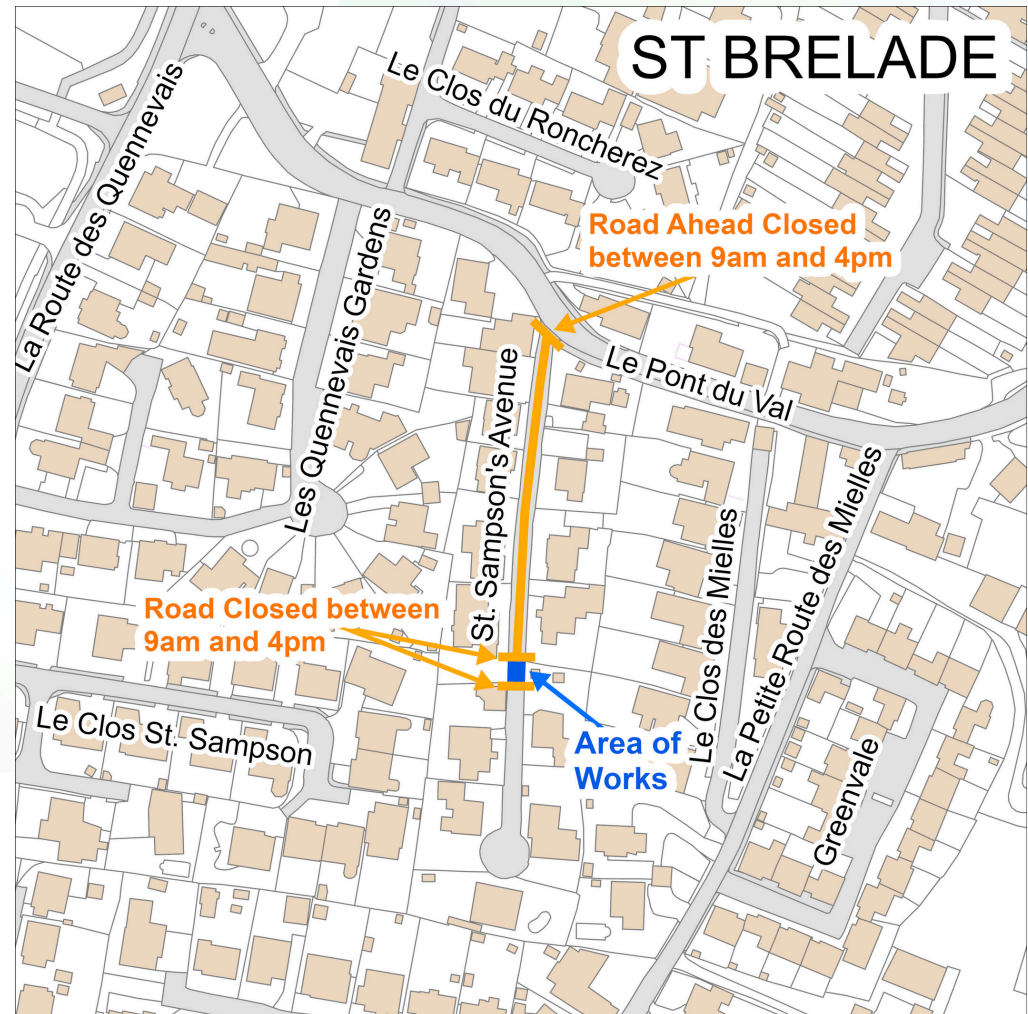 ST BRELADE
Le Clos du Roncherez
La Route des Quennevais
Road Ahead Closed
between 9am and 4pm
Les Quennevais Gardens
Le Pont du Val
St. Sampson's Avenue
La Petite Route des Mielles
Le Clos des Mielles
Road Closed between
9am and 4pm
Le Clos St. Sampson
Area of
Works
Greenvale